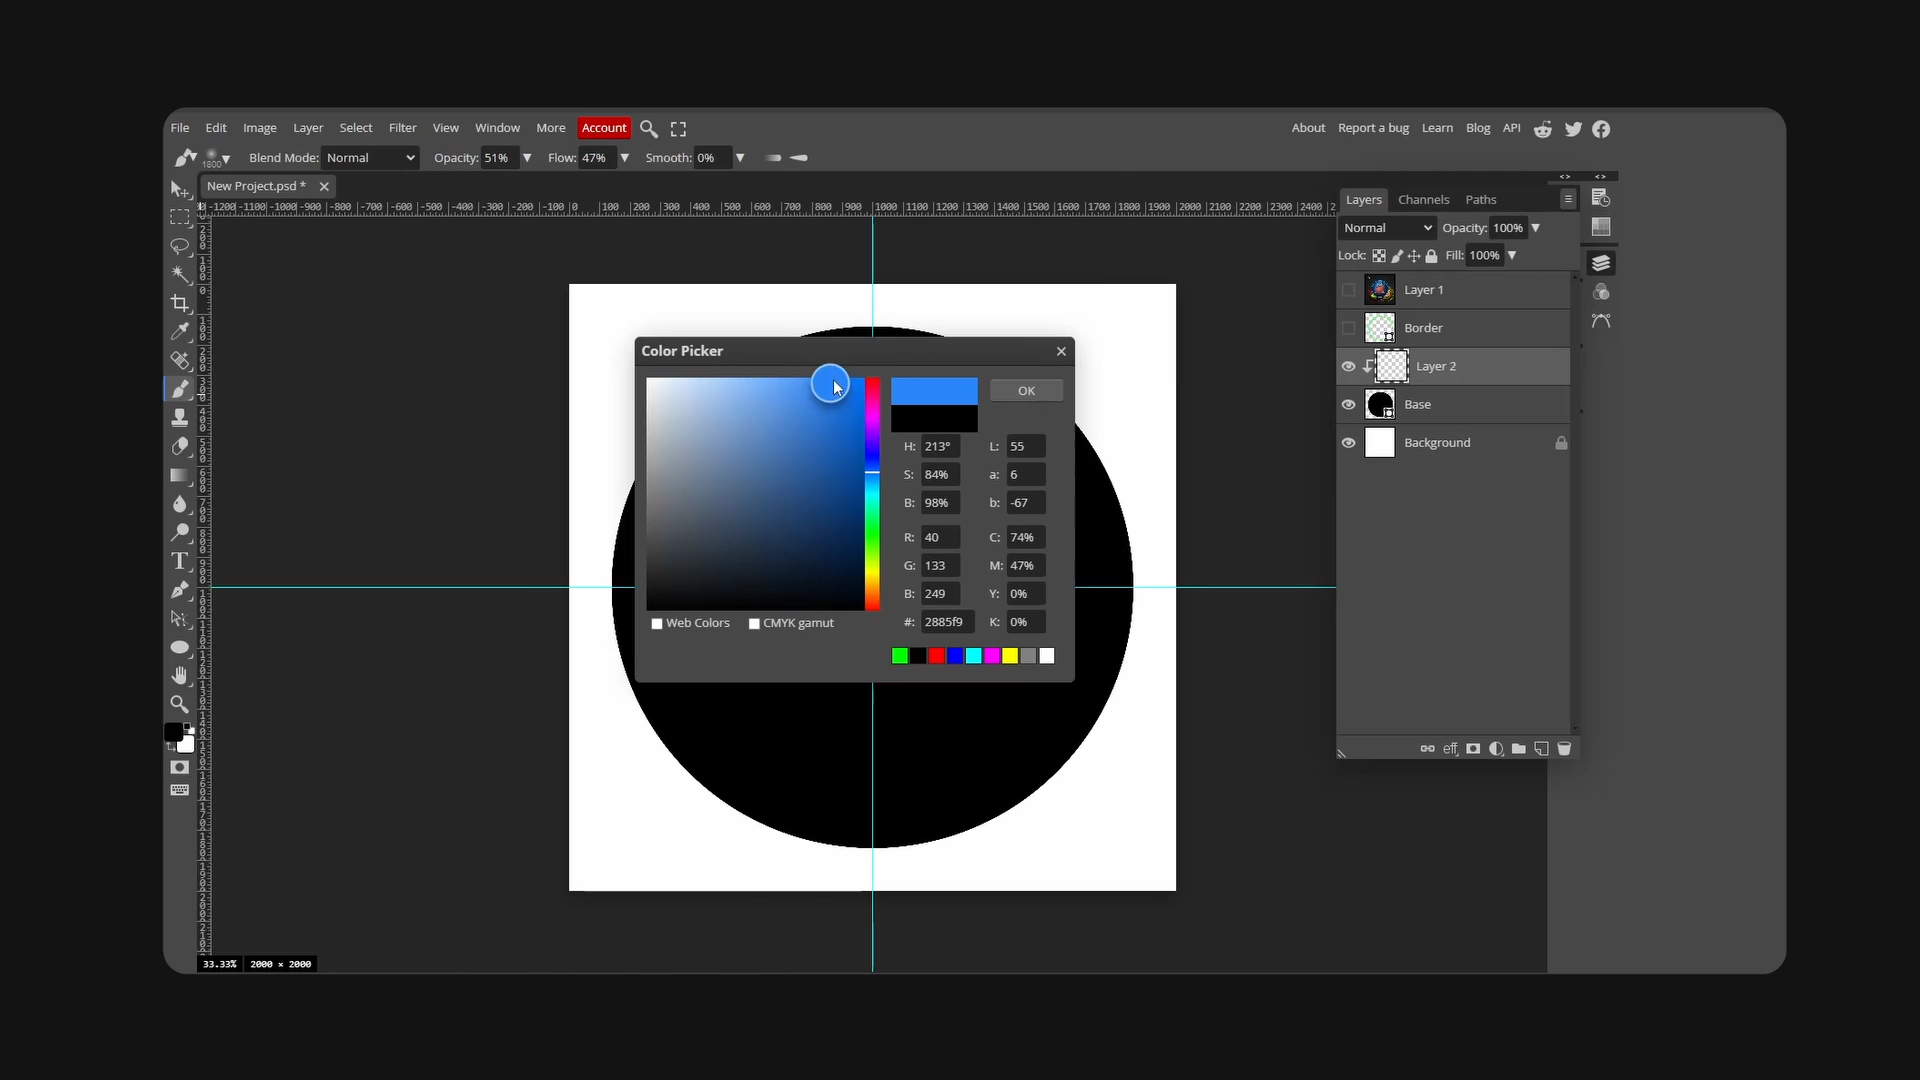 File Edit Image Layer Select Filter View Window More Account About Report a bug Learn Blog API
1800 Blend Mode: Normal Opacity: 51% Flow: 47% Smooth: 0%
New Project.psd *
-1200 -1100 -1000 -900 -800 -700 -600 -500 -400 -300 -200 -100 0 100 200 300 400 500 600 700 800 900 1000 1100 1200 1300 1400 1500 1600 1700 1800 1900 2000 2100 2200 2300 2400
Layers Channels Paths
Normal Opacity: 100%
Lock: Fill: 100%
Layer 1
Border
Layer 2
Base
Background
eff
Color Picker
OK
H: 213° L: 55
S: 84% a: 6
B: 98% b: -67
R: 40 C: 74%
G: 133 M: 47%
B: 249 Y: 0%
#: 2885f9 K: 0%
Web Colors CMYK gamut
33.33% 2000 × 2000